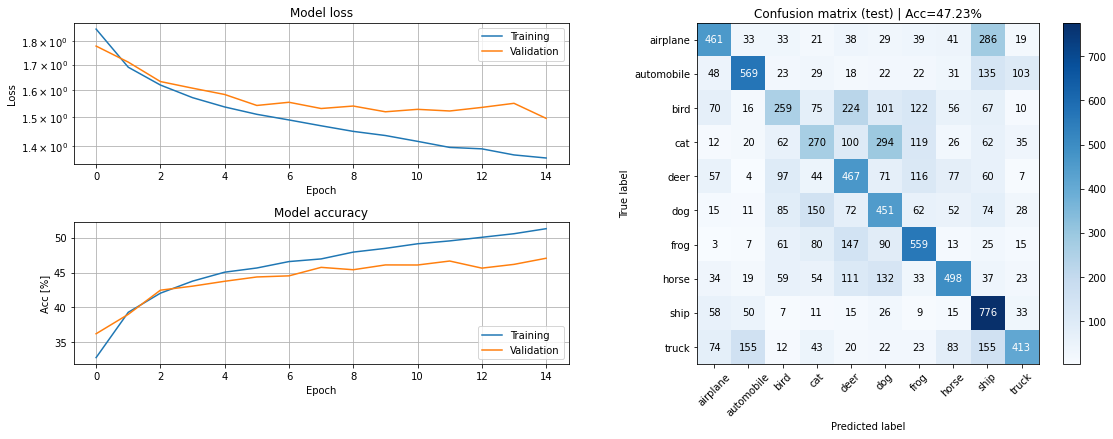 Model loss
Loss
1.8 × 10⁰
1.7 × 10⁰
1.6 × 10⁰
1.5 × 10⁰
1.4 × 10⁰
Training
Validation
0 2 4 6 8 10 12 14
Epoch
Model accuracy
Acc [%]
50
45
40
35
Training
Validation
0 2 4 6 8 10 12 14
Epoch
Confusion matrix (test) | Acc=47.23%
True label
airplane 461 33 33 21 38 29 39 41 286 19
automobile 48 569 23 29 18 22 22 31 135 103
bird 70 16 259 75 224 101 122 56 67 10
cat 12 20 62 270 100 294 119 26 62 35
deer 57 4 97 44 467 71 116 77 60 7
dog 15 11 85 150 72 451 62 52 74 28
frog 3 7 61 80 147 90 559 13 25 15
horse 34 19 59 54 111 132 33 498 37 23
ship 58 50 7 11 15 26 9 15 776 33
truck 74 155 12 43 20 22 23 83 155 413
airplane automobile bird cat deer dog frog horse ship truck
Predicted label
700
600
500
400
300
200
100